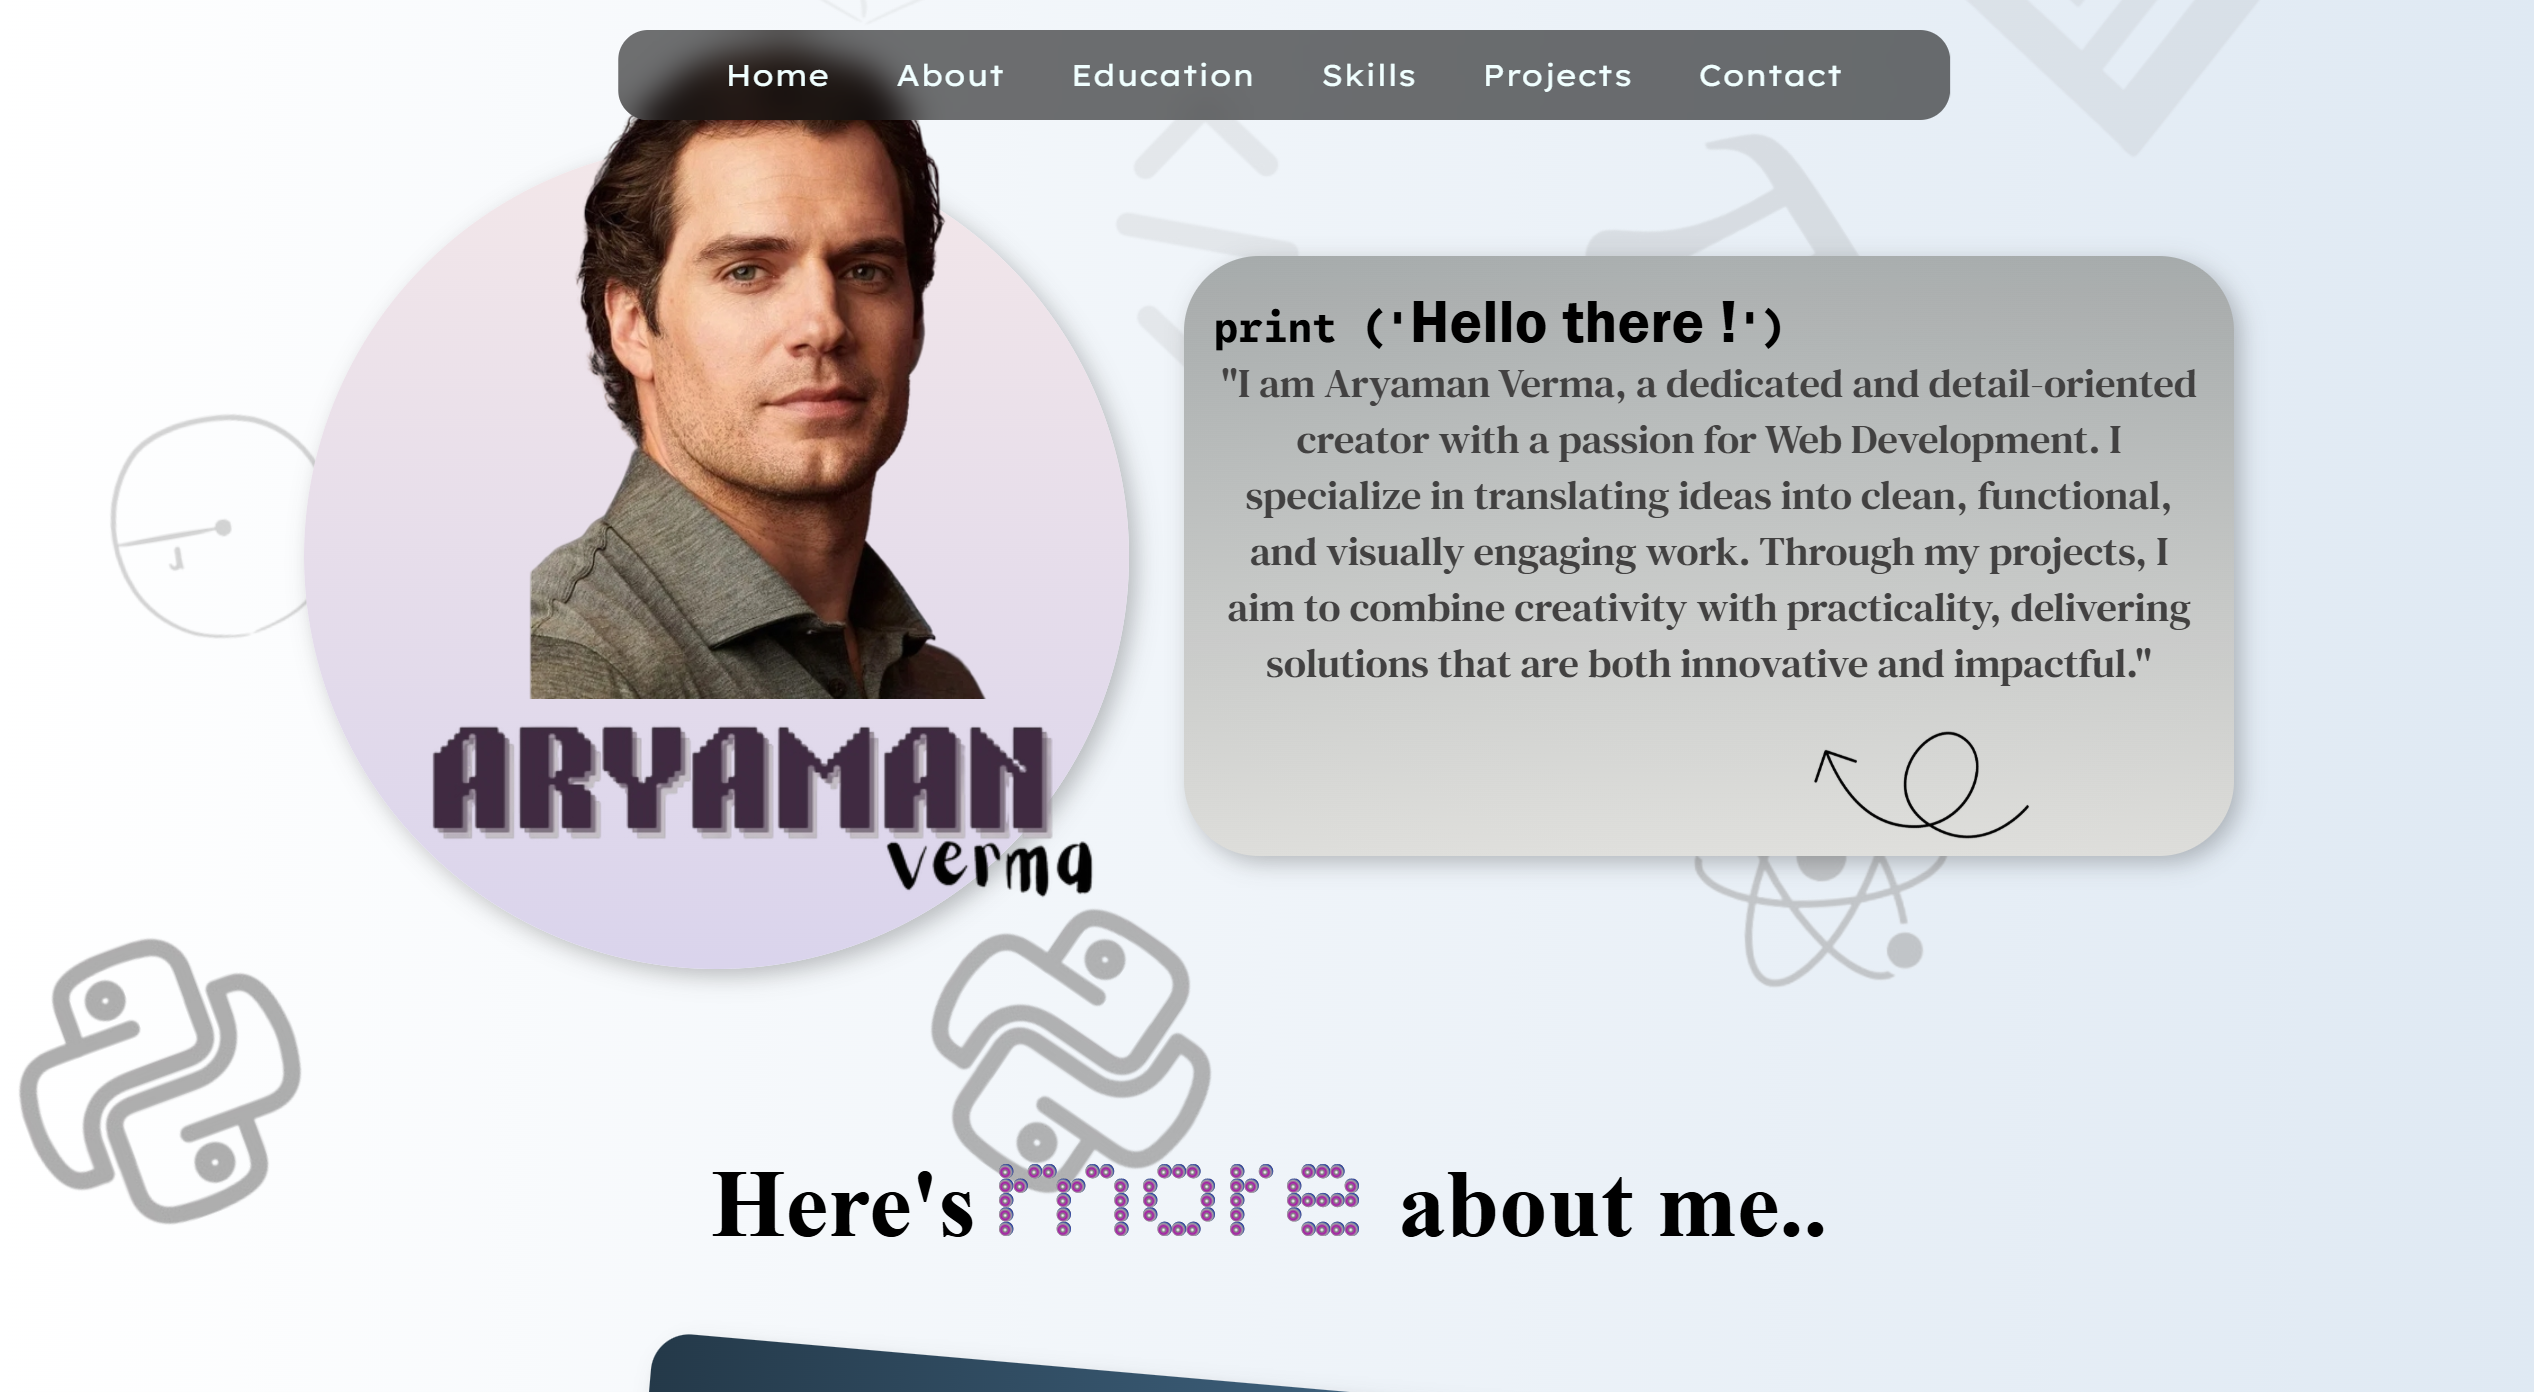 Home About Education Skills Projects Contact
print ('Hello there !')
"I am Aryaman Verma, a dedicated and detail-oriented
creator with a passion for Web Development. I
specialize in translating ideas into clean, functional,
and visually engaging work. Through my projects, I
aim to combine creativity with practicality, delivering
solutions that are both innovative and impactful."
ARYAMAN
verma
Here's more about me..